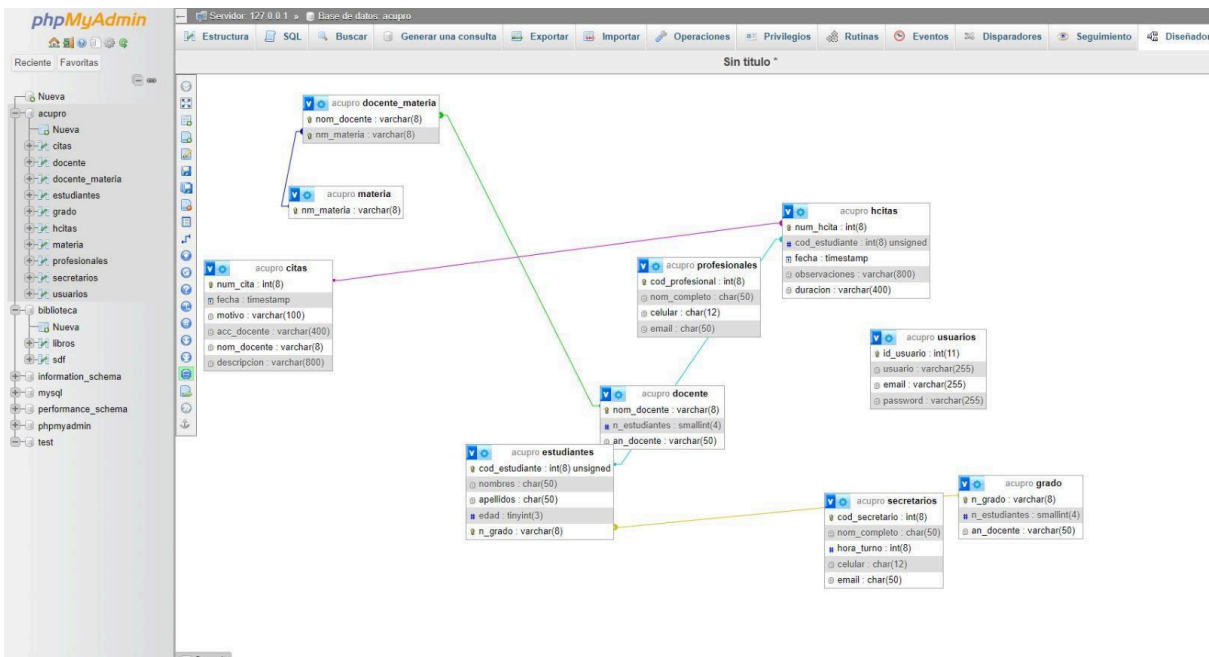 phpMyAdmin
Reciente Favoritas
Nueva
acupro
Nueva
citas
docente
docente_materia
estudiantes
grado
hcitas
materia
profesionales
secretarios
usuarios
biblioteca
Nueva
libros
sdf
information_schema
mysql
performance_schema
phpmyadmin
test
Servidor: 127.0.0.1 » Base de datos: acupro
Estructura SQL Buscar Generar una consulta Exportar Importar Operaciones Privilegios Rutinas Eventos Disparadores Seguimiento Diseñador
Sin título *
acupro docente_materia
nom_docente : varchar(8)
nm_materia : varchar(8)
acupro materia
nm_materia : varchar(8)
acupro hcitas
num_hcita : int(8)
cod_estudiante : int(8) unsigned
fecha : timestamp
observaciones : varchar(800)
duracion : varchar(400)
acupro citas
num_cita : int(8)
fecha : timestamp
motivo : varchar(100)
acc_docente : varchar(400)
nom_docente : varchar(8)
descripcion : varchar(800)
acupro profesionales
cod_profesional : int(8)
nom_completo : char(50)
celular : char(12)
email : char(50)
acupro usuarios
id_usuario : int(11)
usuario : varchar(255)
email : varchar(255)
password : varchar(255)
acupro docente
nom_docente : varchar(8)
n_estudiantes : smallint(4)
an_docente : varchar(50)
acupro estudiantes
cod_estudiante : int(8) unsigned
nombres : char(50)
apellidos : char(50)
edad : tinyint(3)
n_grado : varchar(8)
acupro secretarios
cod_secretario : int(8)
nom_completo : char(50)
hora_turno : int(8)
celular : char(12)
email : char(50)
acupro grado
n_grado : varchar(8)
n_estudiantes : smallint(4)
an_docente : varchar(50)